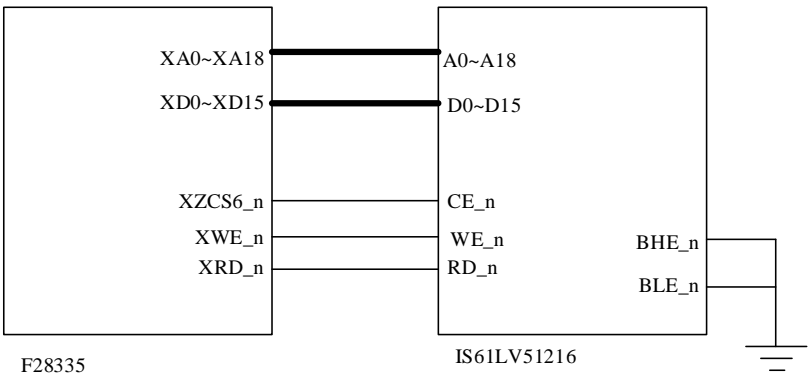 XA0~XA18
A0~A18
XD0~XD15
D0~D15
XZCS6_n
CE_n
XWE_n
WE_n
BHE_n
XRD_n
RD_n
BLE_n
F28335
IS61LV51216